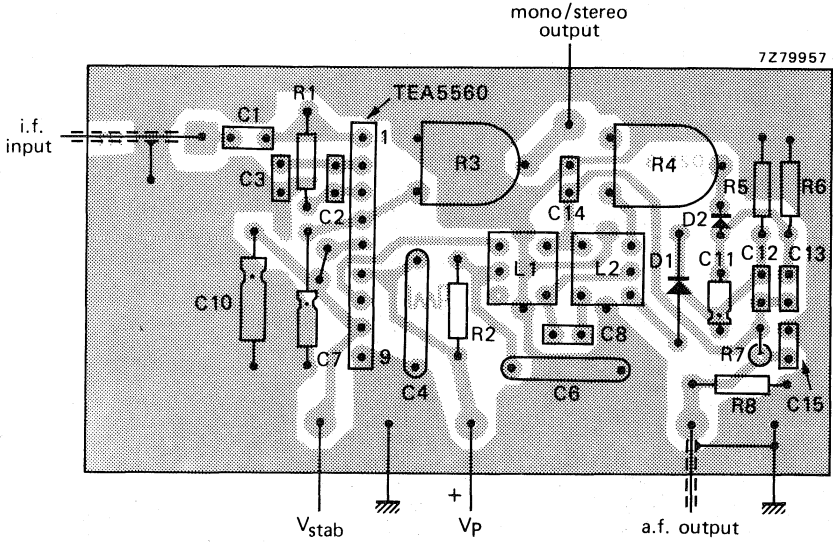 mono/stereo
output
7Z79957
TEA5560
R1
C1
1
i.f.
input
R3
R4
C3
C2
C14
R5
R6
D2
L1
L2
D1
C11
C12
C13
C10
C7
9
C4
R2
C8
C6
R7
R8
C15
+
Vstab
VP
a.f. output